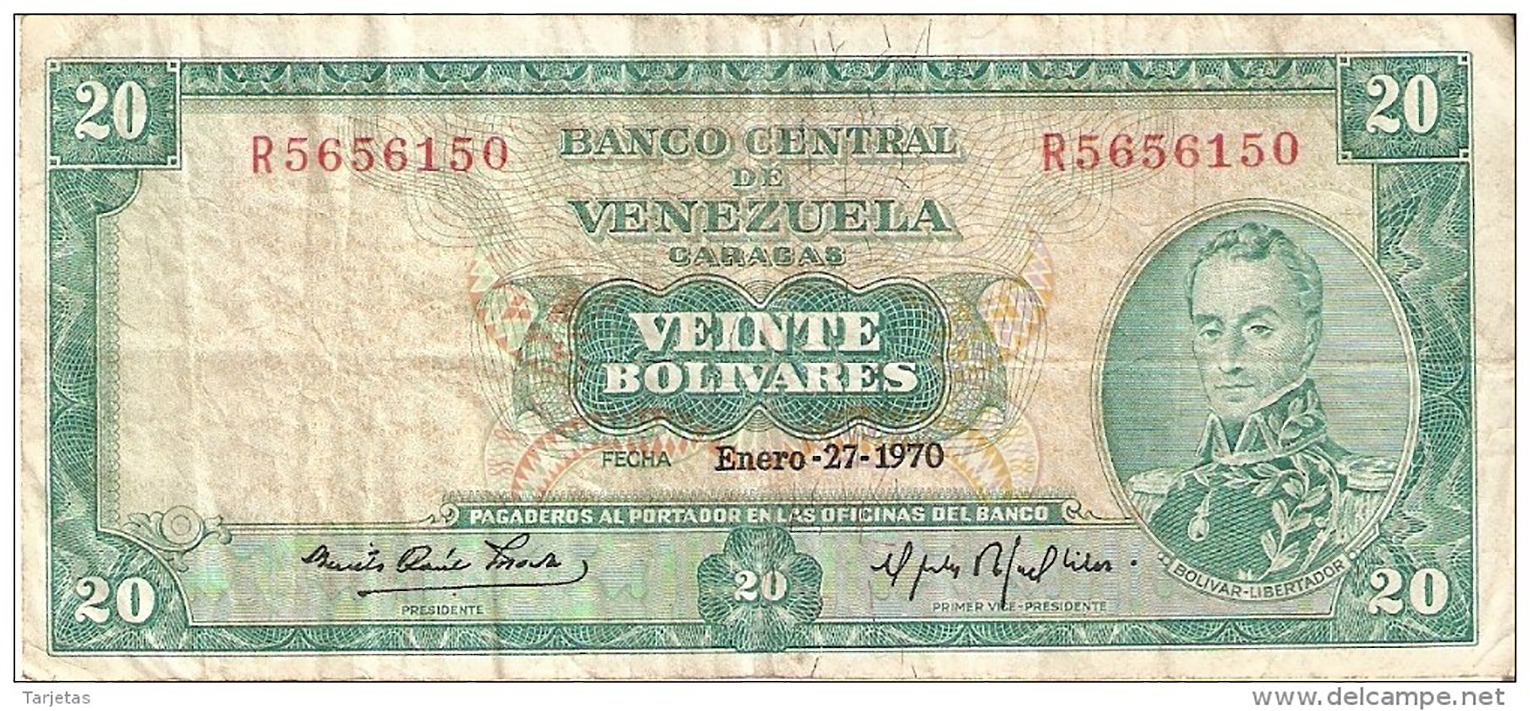 20 20
R5656150 R5656150
BANCO CENTRAL
DE
VENEZUELA
CARACAS
VEINTE
BOLIVARES
FECHA Enero-27-1970
PAGADEROS AL PORTADOR EN LAS OFICINAS DEL BANCO
BOLIVAR-LIBERTADOR
20 20 20
PRESIDENTE PRIMER VICE-PRESIDENTE
Tarjetas www.delcampe.net